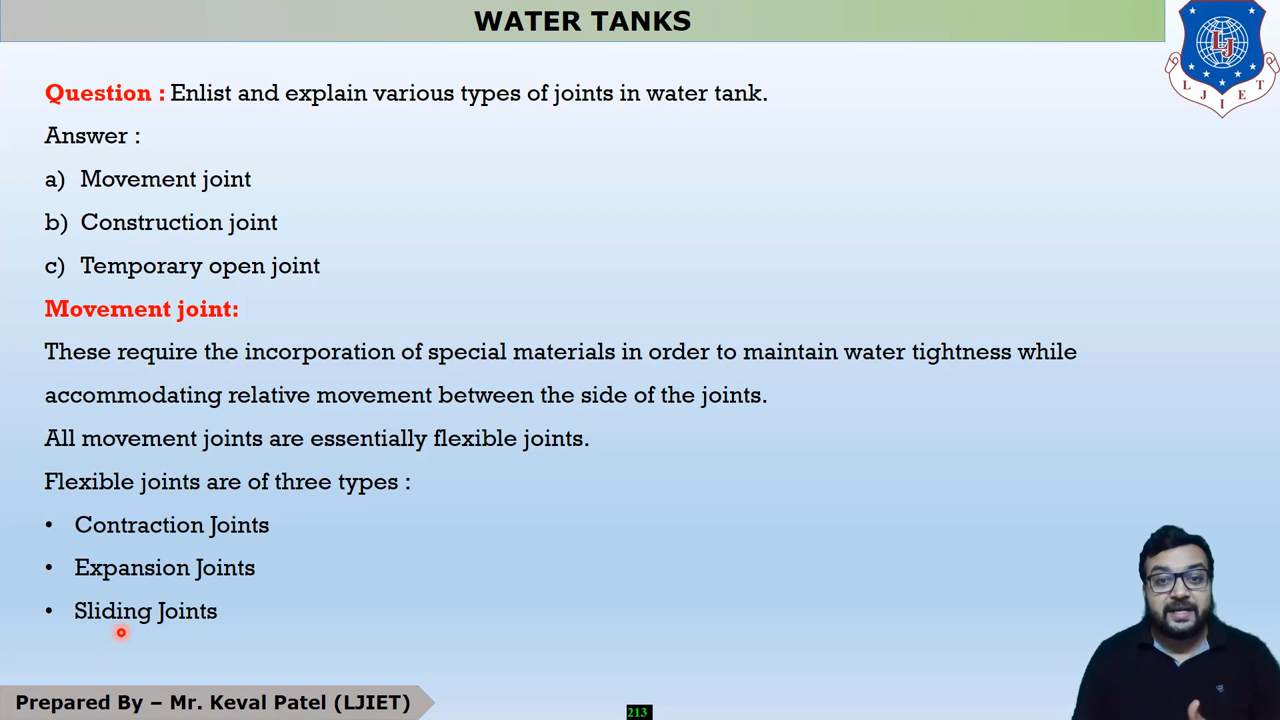 WATER TANKS
LJ
L J I E T
Question : Enlist and explain various types of joints in water tank.
Answer :
a) Movement joint
b) Construction joint
c) Temporary open joint
Movement joint:
These require the incorporation of special materials in order to maintain water tightness while
accommodating relative movement between the side of the joints.
All movement joints are essentially flexible joints.
Flexible joints are of three types :
• Contraction Joints
• Expansion Joints
• Sliding Joints
Prepared By – Mr. Keval Patel (LJIET)
213